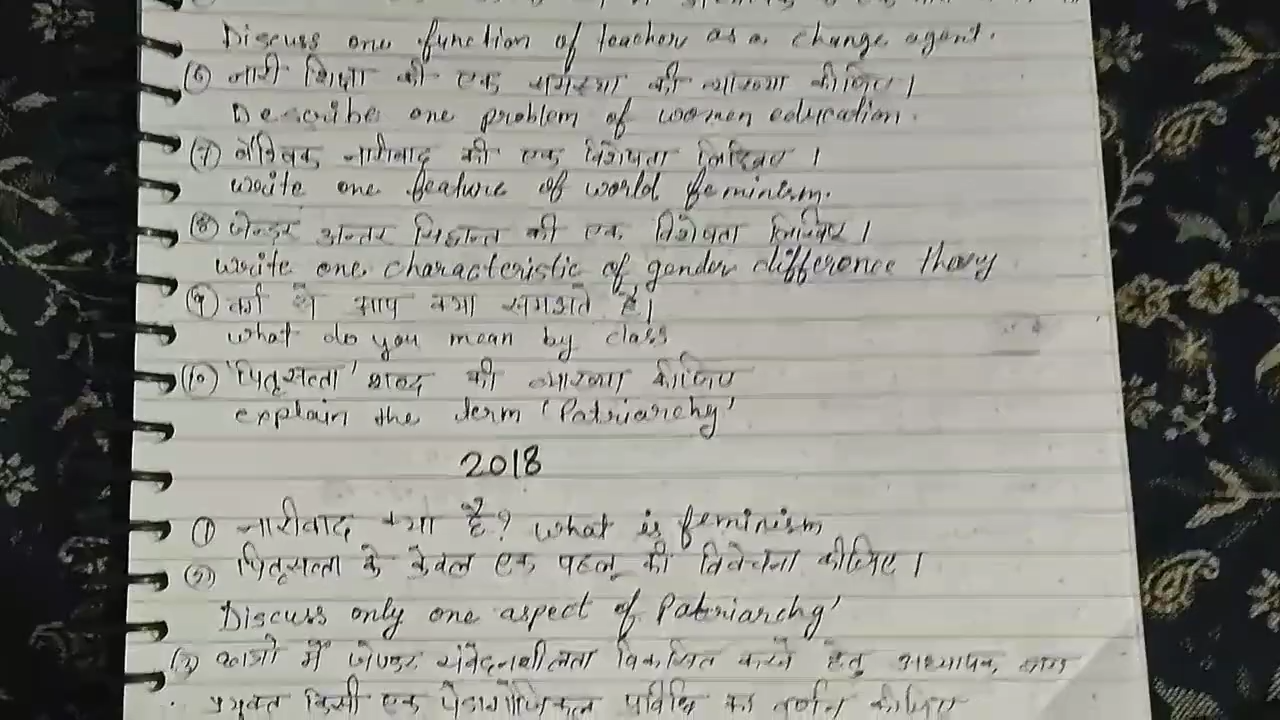 Discuss one function of teacher as a change agent.
(6) नारी शिक्षा की एक समस्या की व्याख्या कीजिए।
Describe one problem of women education.
(7) वैश्विक नारीवाद की एक विशेषता लिखिए।
write one feature of world feminism.
(8) जेन्डर अन्तर सिद्धान्त की एक विशेषता लिखिए।
write one characteristic of gender difference thory
(9) वर्ग से आप क्या समझते हैं।
what do you mean by class
(10) 'पितृसत्ता' शब्द की व्याख्या कीजिए
explain the term 'Patriarchy'
2018
(1) नारीवाद क्या है? what is feminism
(2) पितृसत्ता के केवल एक पहलू की विवेचना कीजिए।
Discuss only one aspect of Patriarchy'
(3) में जेण्डर संवेदनशीलता विकसित करने हेतु अध्यापक द्वारा
प्रयुक्त किसी एक पेडागॉजिकल प्रविधि का वर्णन कीजिए